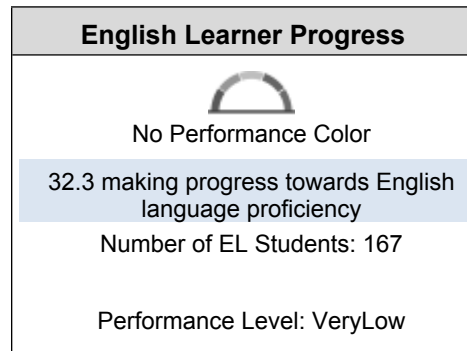 English Learner Progress
No Performance Color
32.3 making progress towards English
language proficiency
Number of EL Students: 167
Performance Level: VeryLow